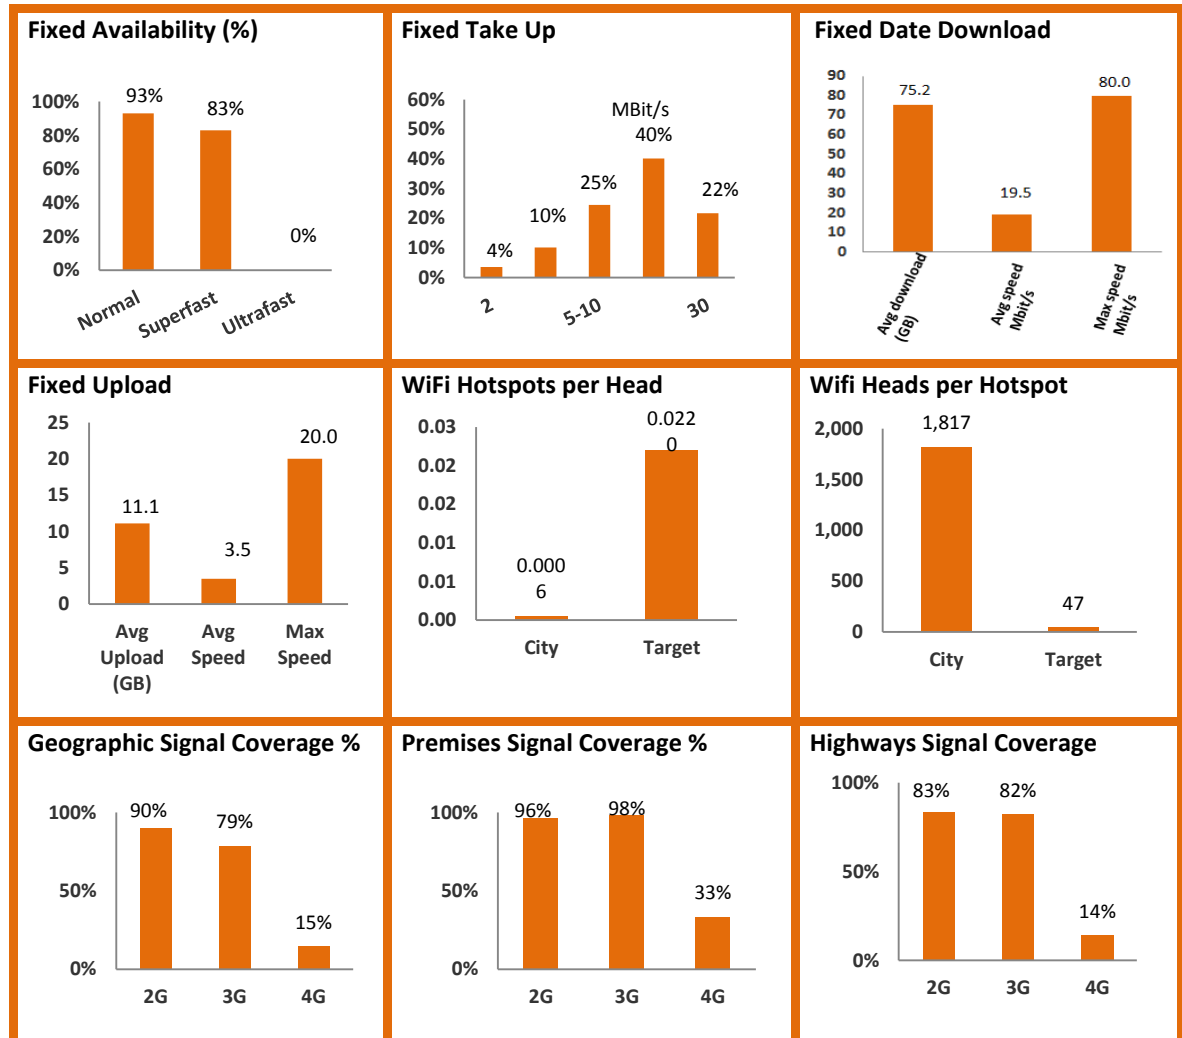 Fixed Availability (%)
100%
80%
60%
40%
20%
0%
93%
83%
0%
Normal
Superfast
Ultrafast
Fixed Take Up
60%
50%
40%
30%
20%
10%
0%
MBit/s
4%
10%
25%
40%
22%
2
5-10
30
Fixed Date Download
90
80
70
60
50
40
30
20
10
0
75.2
19.5
80.0
Avg download
(GB)
Avg speed
Mbit/s
Max speed
Mbit/s
Fixed Upload
25
20
15
10
5
0
11.1
3.5
20.0
Avg
Upload
(GB)
Avg
Speed
Max
Speed
WiFi Hotspots per Head
0.03
0.02
0.02
0.01
0.01
0.00
0.000
6
0.022
0
City
Target
Wifi Heads per Hotspot
2,000
1,500
1,000
500
0
1,817
47
City
Target
Geographic Signal Coverage %
100%
50%
0%
90%
79%
15%
2G
3G
4G
Premises Signal Coverage %
100%
50%
0%
96%
98%
33%
2G
3G
4G
Highways Signal Coverage
100%
50%
0%
83%
82%
14%
2G
3G
4G